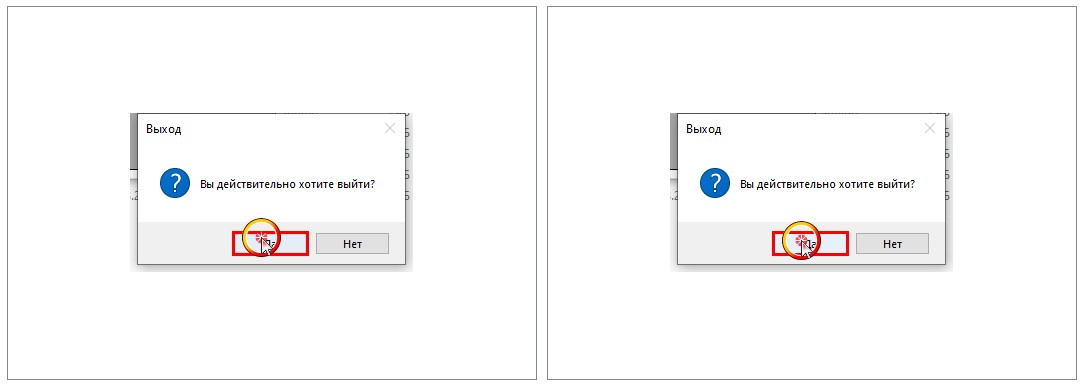 Выход
Вы действительно хотите выйти?
Нет
Выход
Вы действительно хотите выйти?
Нет